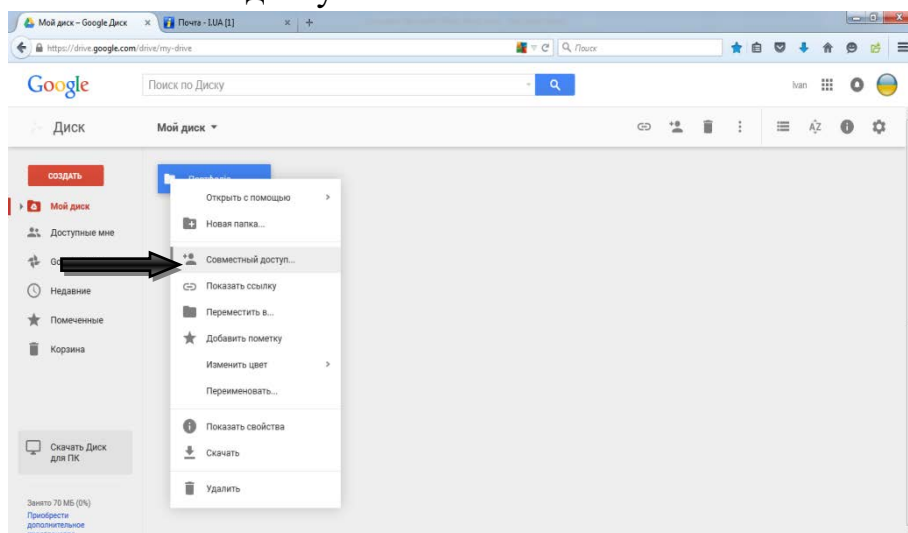 Мой диск – Google Диск
Почта - I.UA [1]
https://drive.google.com/drive/my-drive
Поиск
Google
Поиск по Диску
Ivan
Диск
Мой диск
СОЗДАТЬ
Мой диск
Доступные мне
Недавние
Помеченные
Корзина
Скачать Диск
для ПК
Занято 70 МБ (0%)
Приобрести
дополнительное
Открыть с помощью
Новая папка...
Совместный доступ...
Показать ссылку
Переместить в...
Добавить пометку
Изменить цвет
Переименовать...
Показать свойства
Скачать
Удалить